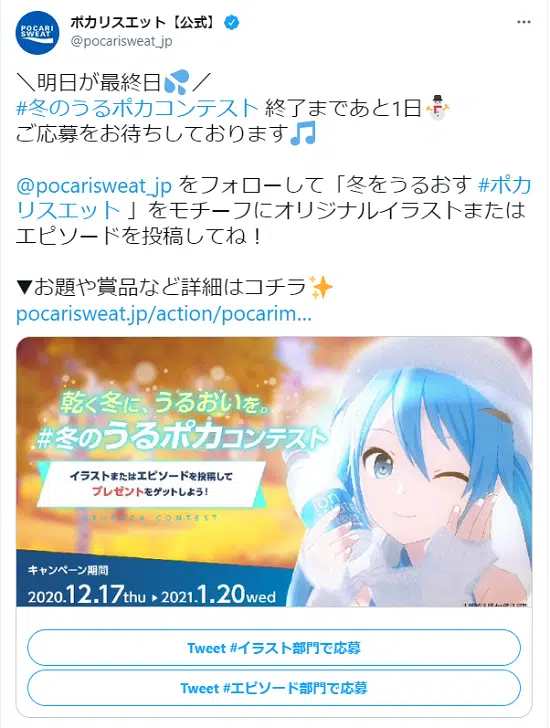 POCARI
SWEAT
ポカリスエット【公式】
@pocarisweat_jp
＼明日が最終日💦／
#冬のうるポカコンテスト 終了まであと1日⛄
ご応募をお待ちしております🎵
@pocarisweat_jp をフォローして「冬をうるおす #ポカ
リスエット 」をモチーフにオリジナルイラストまたは
エピソードを投稿してね！
▼お題や賞品など詳細はコチラ✨
pocarisweat.jp/action/pocarim...
乾く冬に、うるおいを。
#冬のうるポカコンテスト
イラストまたはエピソードを投稿して
プレゼントをゲットしよう！
URUPOCA CONTEST
ion
キャンペーン期間
2020.12.17thu ▶ 2021.1.20wed
Tweet #イラスト部門で応募
Tweet #エピソード部門で応募